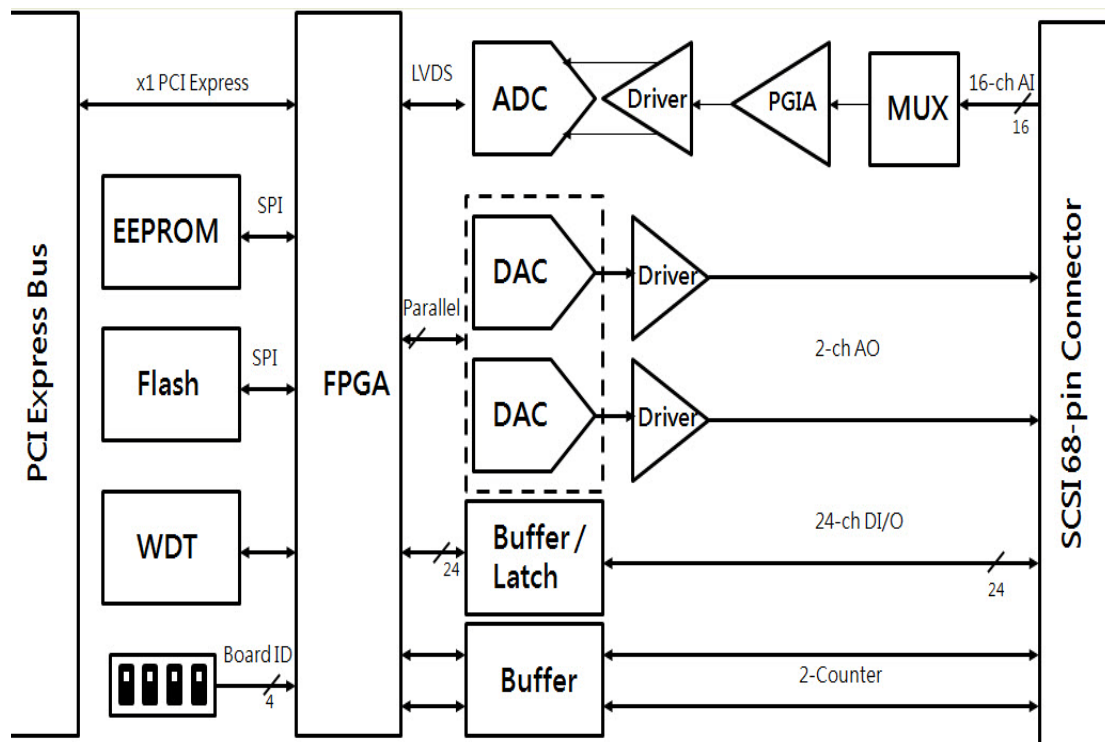 PCI Express Bus
x1 PCI Express
EEPROM
SPI
Flash
SPI
WDT
Board ID
4
FPGA
LVDS
ADC
Driver
PGIA
MUX
16-ch AI
16
Parallel
DAC
Driver
2-ch AO
DAC
Driver
24
Buffer /
Latch
24-ch DI/O
24
Buffer
2-Counter
SCSI 68-pin Connector